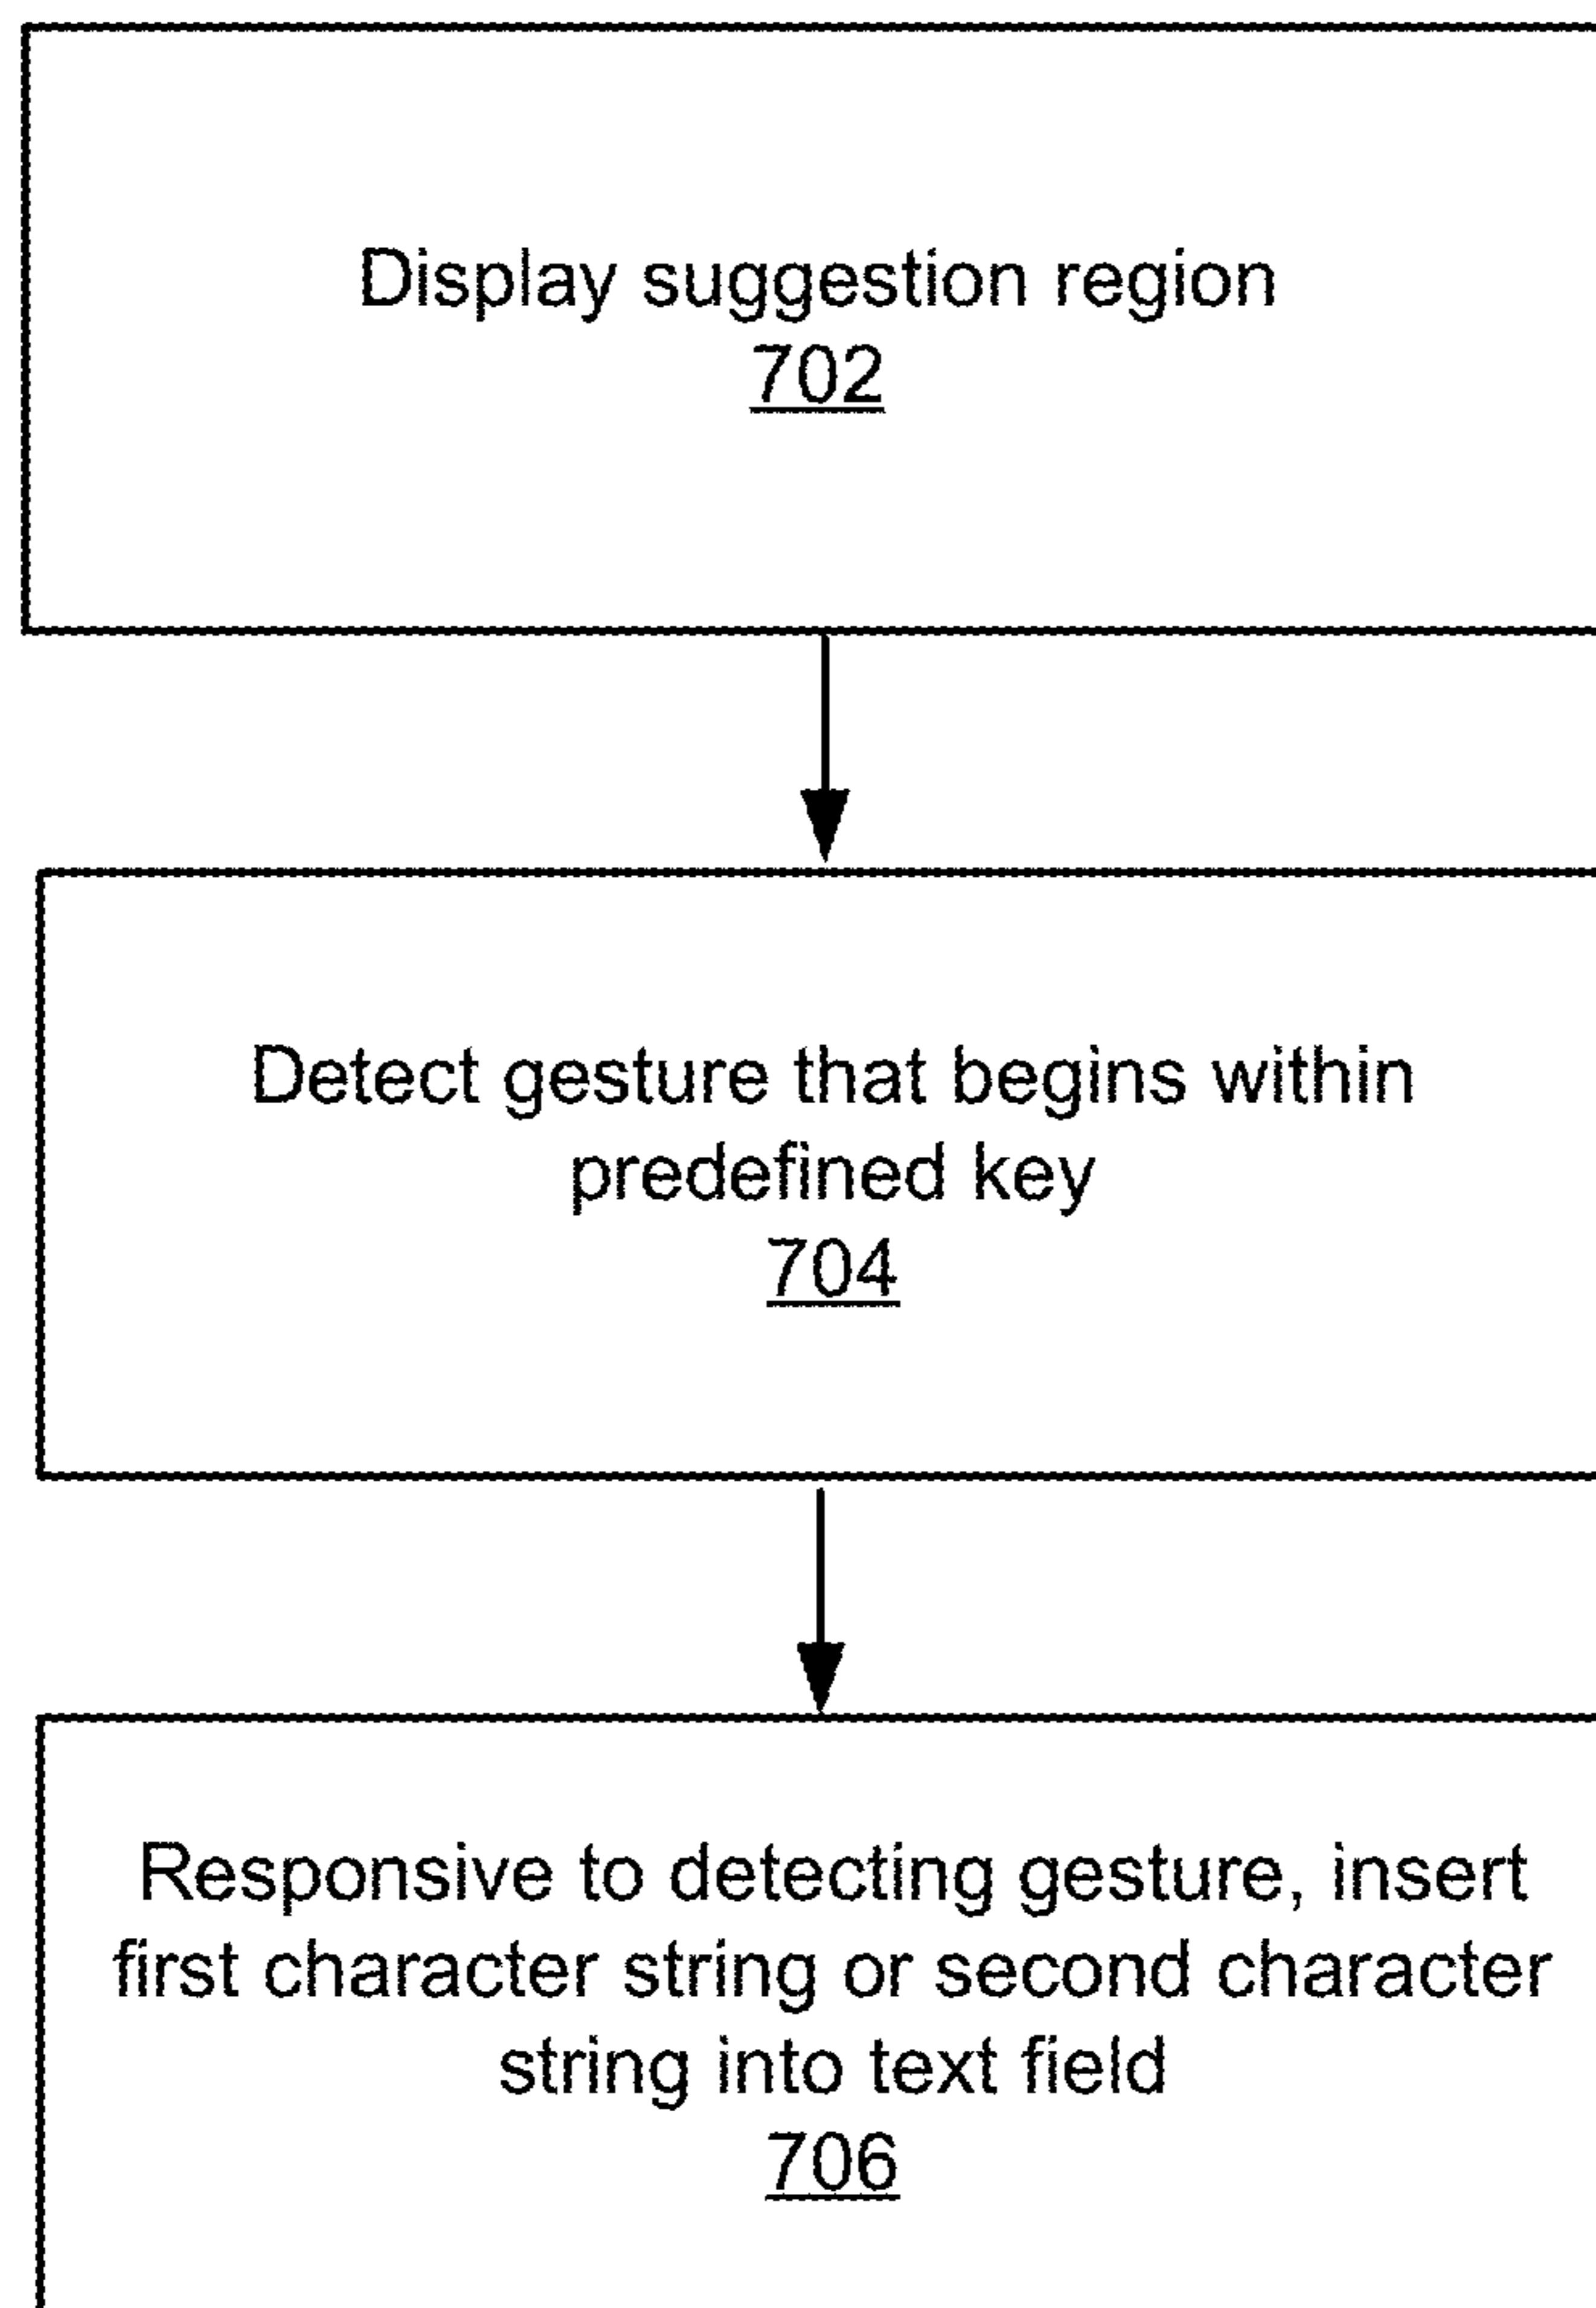 Display suggestion region
702
Detect gesture that begins within
predefined key
704
Responsive to detecting gesture, insert
first character string or second character
string into text field
706